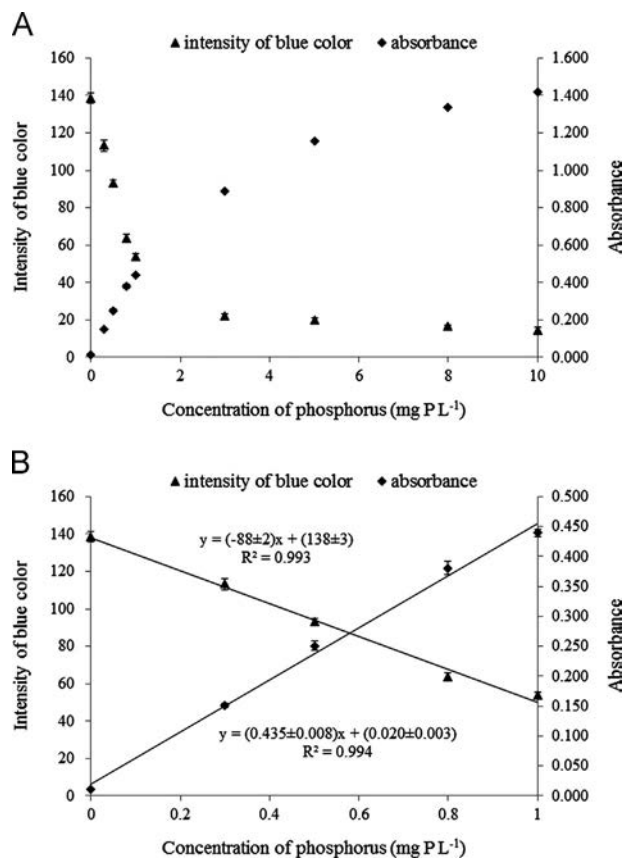 A
▲ intensity of blue color ◆ absorbance
160 1.600
140 1.400
120 1.200
100 1.000
80 0.800
60 0.600
40 0.400
20 0.200
0 0.000
Intensity of blue color
Absorbance
0 2 4 6 8 10
Concentration of phosphorus (mg P L⁻¹)
B
▲ intensity of blue color ◆ absorbance
160 0.500
140 0.450
120 0.400
100 0.350
80 0.300
60 0.250
40 0.200
20 0.150
0 0.100
0.050
0.000
Intensity of blue color
Absorbance
y = (-88±2)x + (138±3)
R² = 0.993
y = (0.435±0.008)x + (0.020±0.003)
R² = 0.994
0 0.2 0.4 0.6 0.8 1
Concentration of phosphorus (mg P L⁻¹)